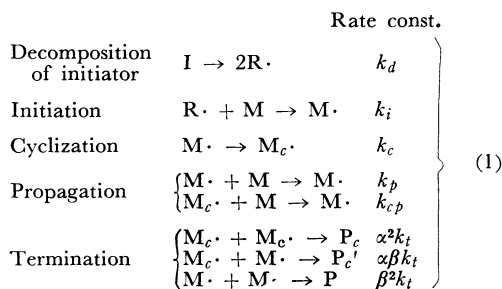 Rate const.
Decomposition of initiator I → 2R· k_d
Initiation R· + M → M· k_i
Cyclization M· → M_c· k_c
Propagation { M· + M → M· k_p
M_c· + M → M· k_cp
Termination { M_c· + M_c· → P_c α²k_t
M_c· + M· → P_c' αβk_t
M· + M· → P β²k_t
} (1)